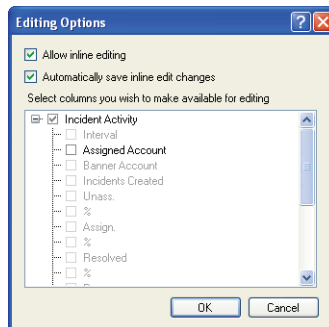 Editing Options
Allow inline editing
Automatically save inline edit changes
Select columns you wish to make available for editing
Incident Activity
Interval
Assigned Account
Banner Account
Incidents Created
Unass.
%
Assign.
%
Resolved
%
OK
Cancel